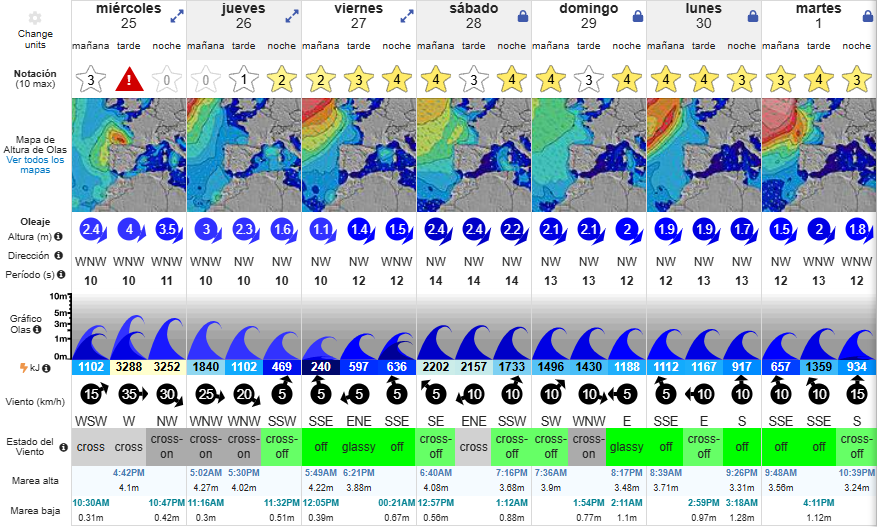 miércoles jueves viernes sábado domingo lunes martes
25 26 27 28 29 30 1
Change
units
mañana tarde noche mañana tarde noche mañana tarde noche mañana tarde noche mañana tarde noche mañana tarde noche mañana tarde noche
Notación
(10 max)
3 ! 0 0 1 2 2 3 4 4 3 4 4 3 4 4 4 3 3 4 3
Mapa de
Altura de Olas
Ver todos los
mapas
Oleaje
Altura (m) 2.4 4 3.5 3 2.3 1.6 1.1 1.4 1.5 2.4 2.4 2.2 2.1 2.1 2 1.9 1.9 1.7 1.5 2 1.8
Dirección WNW WNW WNW WNW NW NW NW NW NW NW NW NW NW NW WNW NW NW NW NW WNW WNW
Período (s) 10 10 11 10 10 10 10 12 12 14 14 14 13 13 12 12 13 13 12 13 12
10m
5m
3m
1m
0m
Gráfico
Olas
kJ 1102 3288 3252 1840 1102 469 240 597 636 2202 2157 1733 1496 1430 1188 1112 1167 917 657 1359 934
Viento (km/h) 15 35 30 25 20 5 5 5 5 5 10 10 10 10 5 5 10 10 10 10 10
WSW W NW WNW WNW SSW SSE ENE SSE SE ENE SSW SW WNW E SSE E S SSE SSE S
Estado del
Viento
cross cross cross-on cross-on cross-on cross-off off glassy off cross-off cross cross-off cross-off cross-on glassy off cross-off off off off cross-off
Marea alta 4:42PM 5:02AM 5:30PM 5:49AM 6:21PM 6:40AM 7:16PM 7:36AM 8:17PM 8:39AM 9:26PM 9:48AM 10:39PM
4.1m 4.27m 4.02m 4.22m 3.88m 4.08m 3.68m 3.9m 3.48m 3.71m 3.31m 3.56m 3.24m
Marea baja 10:30AM 10:47PM 11:16AM 11:32PM 12:05PM 00:21AM 12:57PM 1:12AM 1:54PM 2:11AM 2:59PM 3:18AM 4:11PM
0.31m 0.42m 0.3m 0.51m 0.39m 0.67m 0.56m 0.88m 0.77m 1.1m 0.97m 1.28m 1.12m